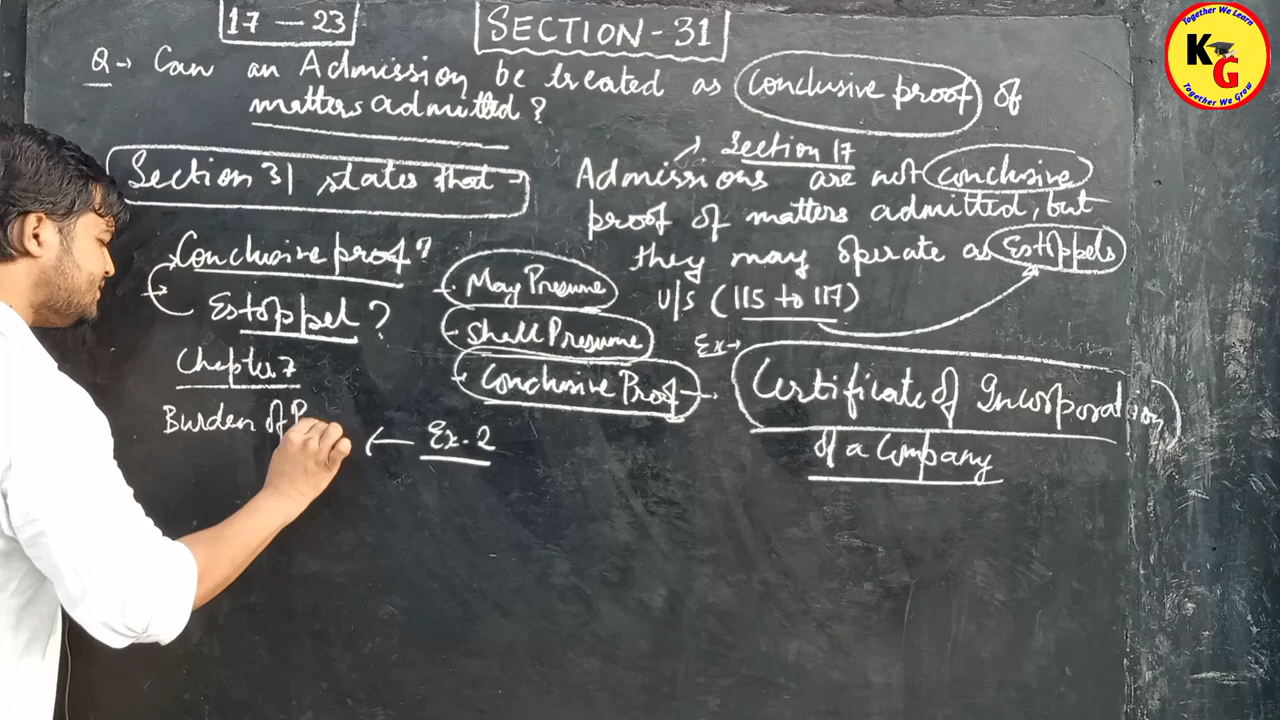 17 — 23
SECTION-31
Q→ Can an Admission be treated as conclusive proof of
matters admitted?
Section 31 states that →
Section 17
Admissions are not conclusive
proof of matters admitted, but
they may operate as Estoppels
u/s (115 to 117)
Conclusive proof?
Estoppel?
May Presume
Shall Presume
Conclusive Proof
Ex→
Certificate of Incorporation
of a Company
Chapter 7
Burden of P
Ex. 2
Together We Learn
KG
Together We Grow